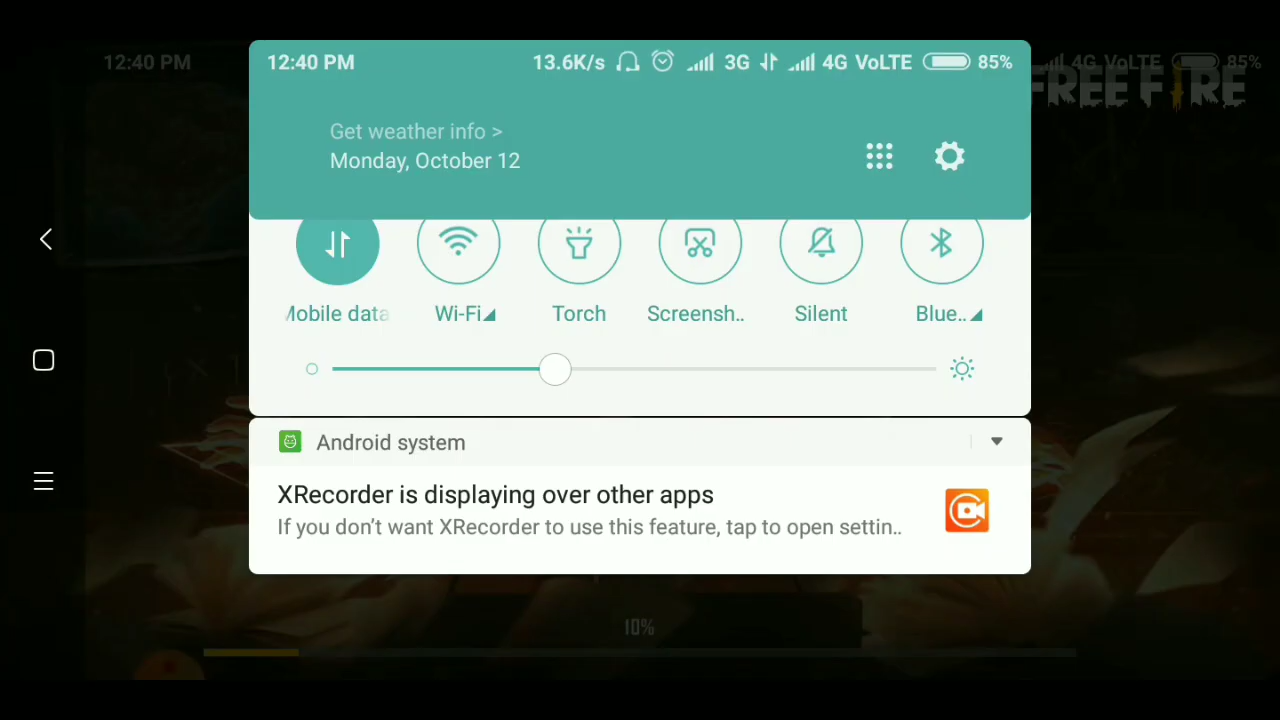 12:40 PM
12:40 PM 13.6K/s 3G 4G VoLTE 85%
4G VoLTE 85%
FREE FIRE
Get weather info >
Monday, October 12
Mobile data Wi-Fi Torch Screensh.. Silent Blue..
Android system
XRecorder is displaying over other apps
If you don’t want XRecorder to use this feature, tap to open settin..
10%